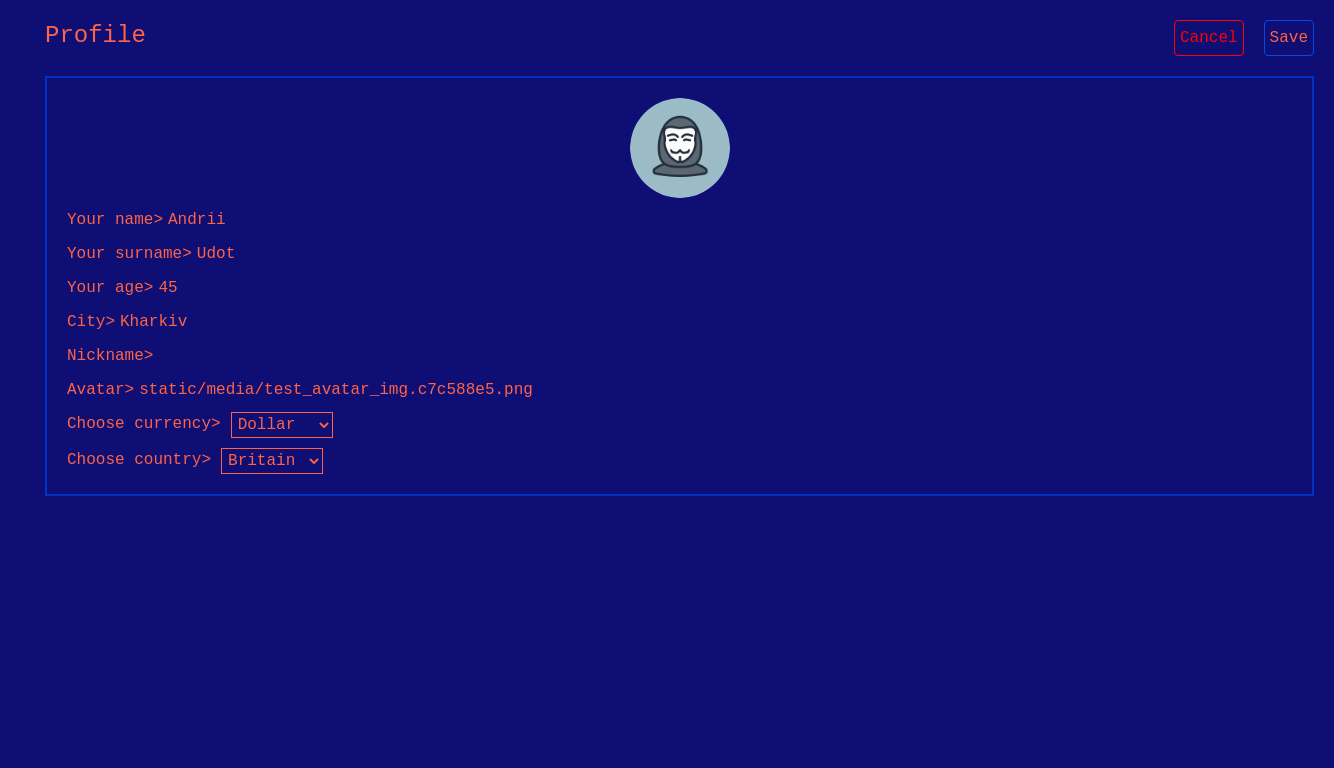 Profile
Cancel
Save
Your name> Andrii
Your surname> Udot
Your age> 45
City> Kharkiv
Nickname>
Avatar> static/media/test_avatar_img.c7c588e5.png
Choose currency> Dollar
Choose country> Britain